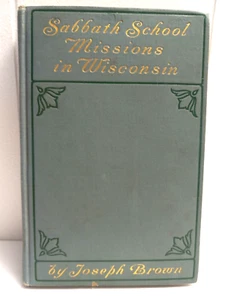 Sabbath School
Missions
in Wisconsin
by Joseph Brown